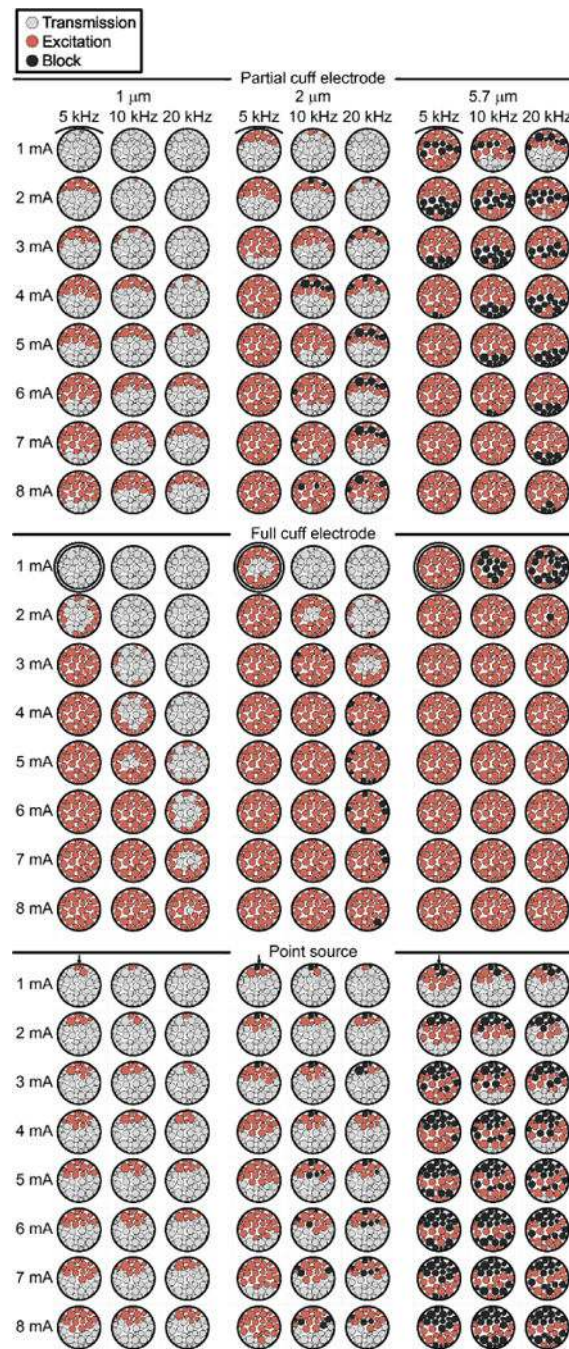 Transmission
Excitation
Block
Partial cuff electrode
1 μm 2 μm 5.7 μm
5 kHz 10 kHz 20 kHz 5 kHz 10 kHz 20 kHz 5 kHz 10 kHz 20 kHz
1 mA
2 mA
3 mA
4 mA
5 mA
6 mA
7 mA
8 mA
Full cuff electrode
1 mA
2 mA
3 mA
4 mA
5 mA
6 mA
7 mA
8 mA
Point source
1 mA
2 mA
3 mA
4 mA
5 mA
6 mA
7 mA
8 mA